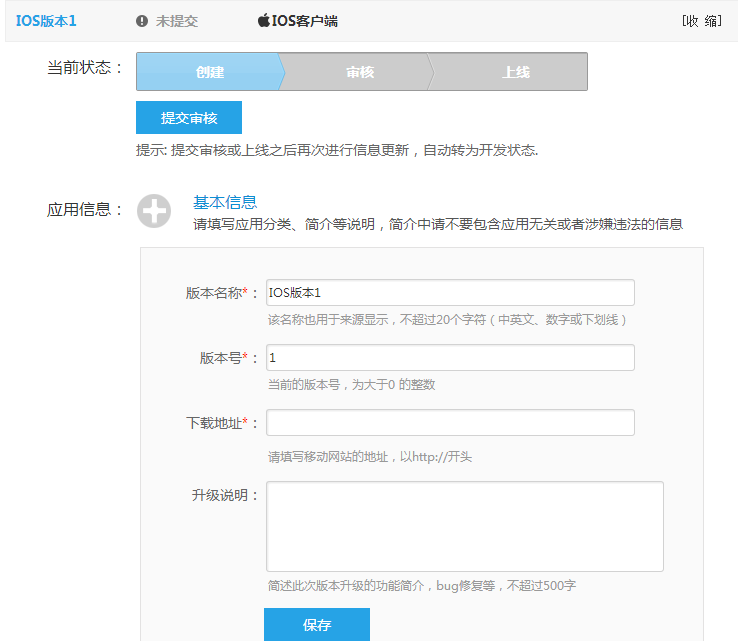 IOS版本1 未提交 IOS客户端 [收 缩]
当前状态： 创建 审核 上线
提交审核
提示: 提交审核或上线之后再次进行信息更新，自动转为开发状态.
应用信息： 基本信息
请填写应用分类、简介等说明，简介中请不要包含应用无关或者涉嫌违法的信息
版本名称*： IOS版本1
该名称也用于来源显示，不超过20个字符（中英文、数字或下划线）
版本号*： 1
当前的版本号，为大于0 的整数
下载地址*：
请填写移动网站的地址，以http://开头
升级说明：
简述此次版本升级的功能简介，bug修复等，不超过500字
保存